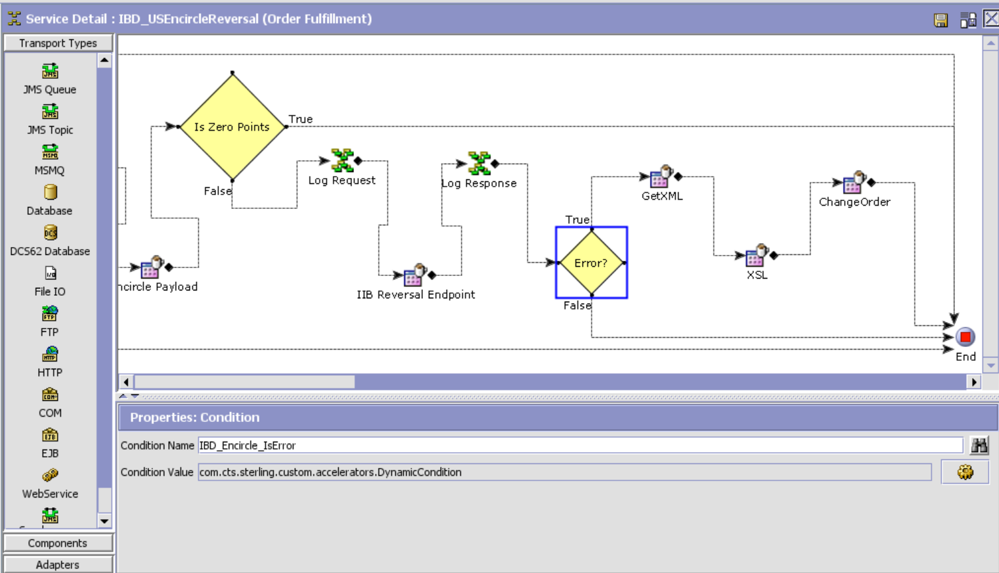 Service Detail : IBD_USEncircleReversal (Order Fulfillment)
Transport Types
JMS Queue
JMS Topic
MSMQ
Database
DCS62 Database
File IO
FTP
HTTP
COM
EJB
WebService
Components
Adapters
Is Zero Points
True
False
Log Request
Log Response
GetXML
ChangeOrder
True
Error?
False
XSL
ncircle Payload
IIB Reversal Endpoint
End
Properties: Condition
Condition Name IBD_Encircle_IsError
Condition Value com.cts.sterling.custom.accelerators.DynamicCondition